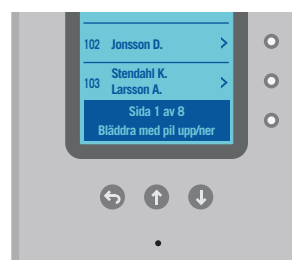 102 Jonsson D.
103 Stendahl K.
Larsson A.
Sida 1 av 8
Bläddra med pil upp/ner